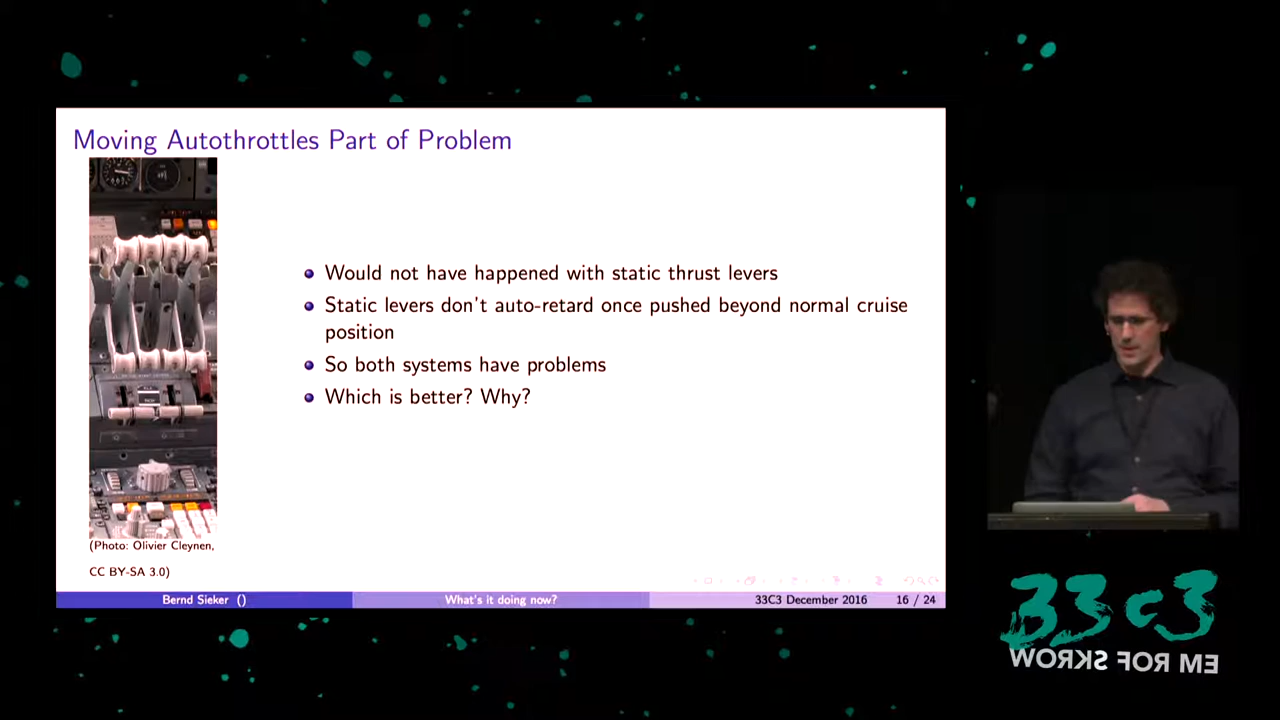 Moving Autothrottles Part of Problem
Would not have happened with static thrust levers
Static levers don't auto-retard once pushed beyond normal cruise
position
So both systems have problems
Which is better? Why?
(Photo: Olivier Cleynen,
CC BY-SA 3.0)
Bernd Sieker ()
What's it doing now?
33C3 December 2016
16 / 24
33C3
WORKS FOR ME